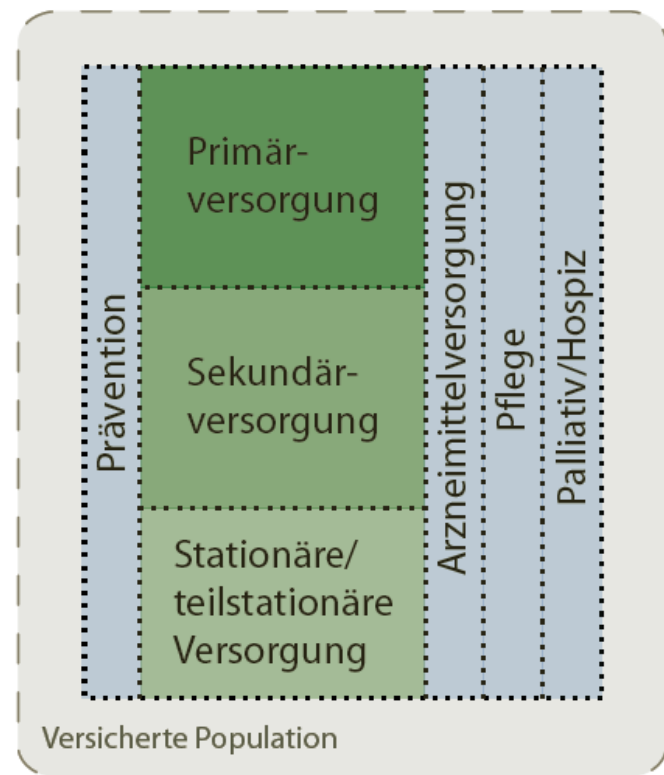 Prävention
Primär-
versorgung
Sekundär-
versorgung
Stationäre/
teilstationäre
Versorgung
Arzneimittelversorgung
Pflege
Palliativ/Hospiz
Versicherte Population